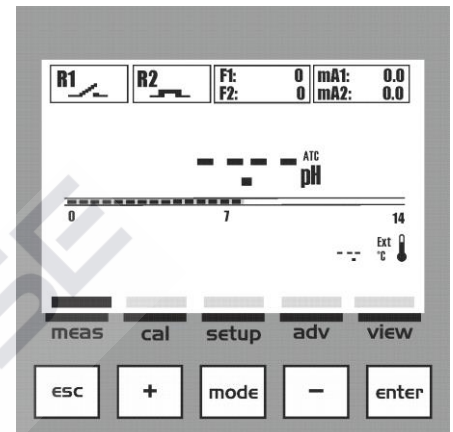 R1 R2 F1: 0 mA1: 0.0
F2: 0 mA2: 0.0
- - - - ATC
. pH
0 7 14
Ext
--.- °C
meas cal setup adv view
esc + mode - enter